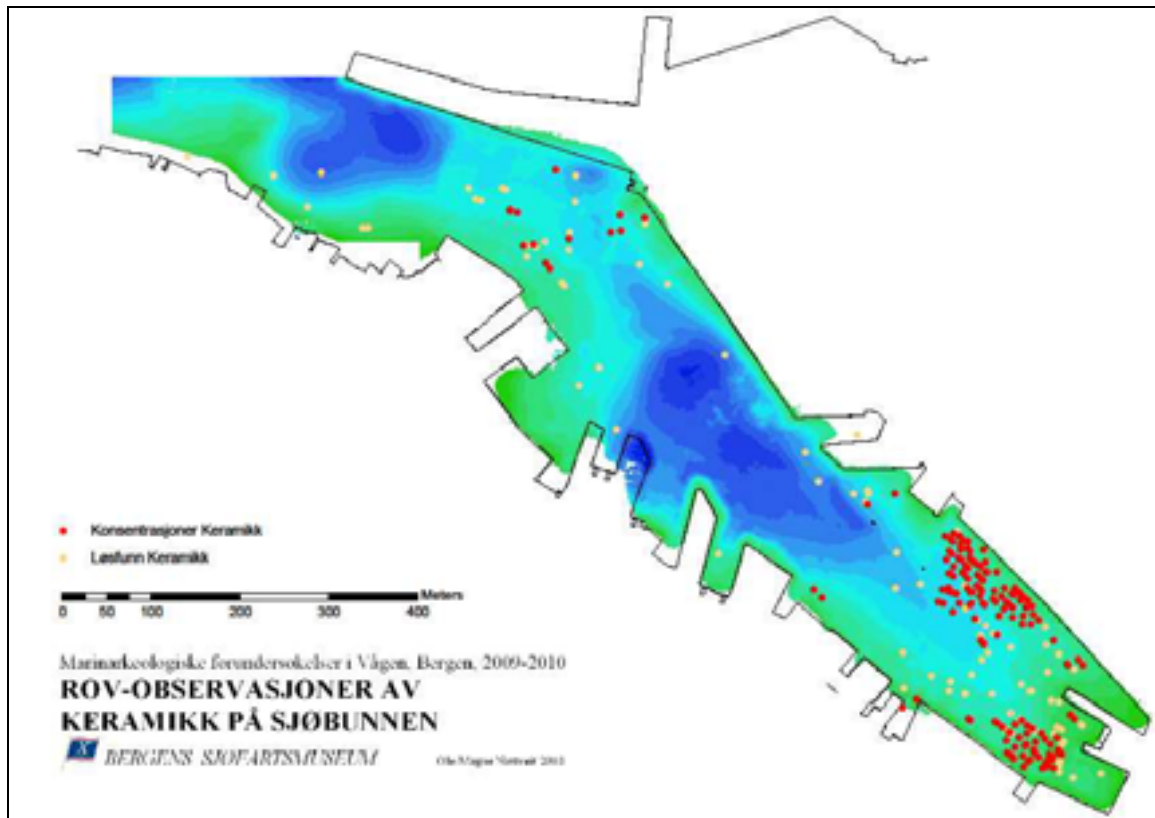 Konsentrasjoner Keramikk
Løsfunn Keramikk
Meters
0 50 100 200 300 400
Marinarkeologiske forundersøkelser i Vågen, Bergen, 2009-2010
ROV-OBSERVASJONER AV
KERAMIKK PÅ SJØBUNNEN
BERGENS SJØFARTSMUSEUM